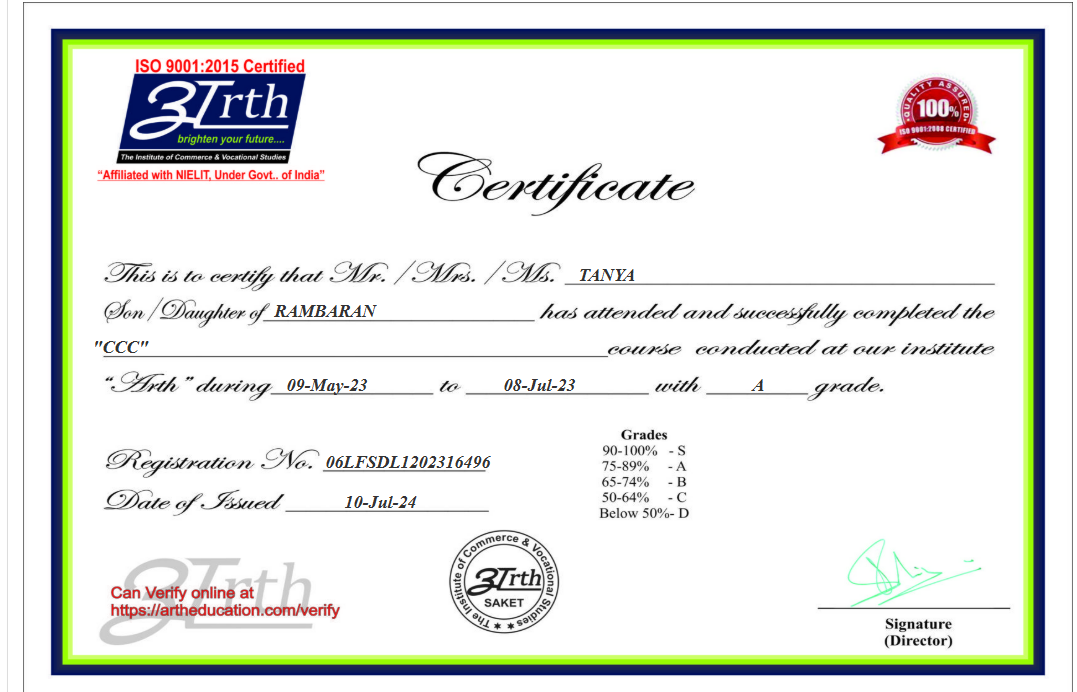 ISO 9001:2015 Certified
3Trth
brighten your future....
The Institute of Commerce & Vocational Studies
"Affiliated with NIELIT, Under Govt.. of India"
QUALITY ASSURED
100%
ISO 9001:2008 CERTIFIED
Certificate
This is to certify that Mr. /Mrs. /Ms. TANYA
Son/Daughter of RAMBARAN has attended and successfully completed the
"CCC" course conducted at our institute
"Arth" during 09-May-23 to 08-Jul-23 with A grade.
Grades
90-100% - S
75-89% - A
65-74% - B
50-64% - C
Below 50%- D
Registration No. 06LFSDL1202316496
Date of Issued 10-Jul-24
3Trth
Can Verify online at
https://artheducation.com/verify
The Institute of Commerce & Vocational Studies
3Trth
SAKET
Signature
(Director)